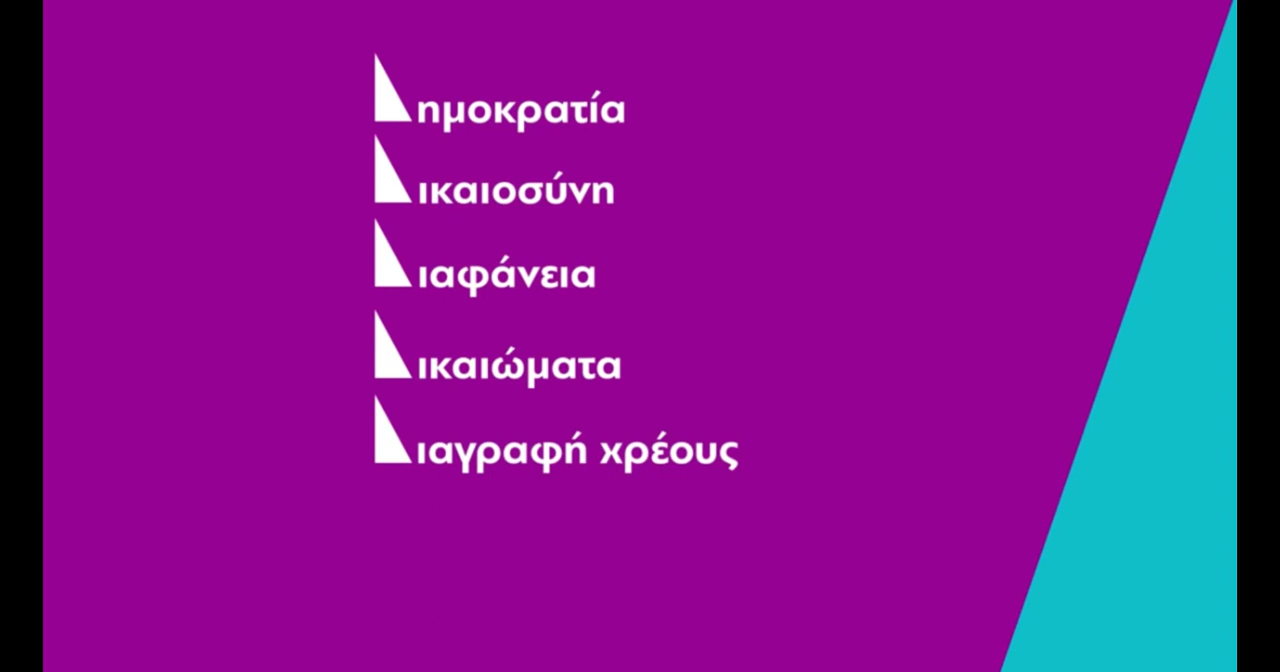 Δημοκρατία
Δικαιοσύνη
Διαφάνεια
Δικαιώματα
Διαγραφή χρέους